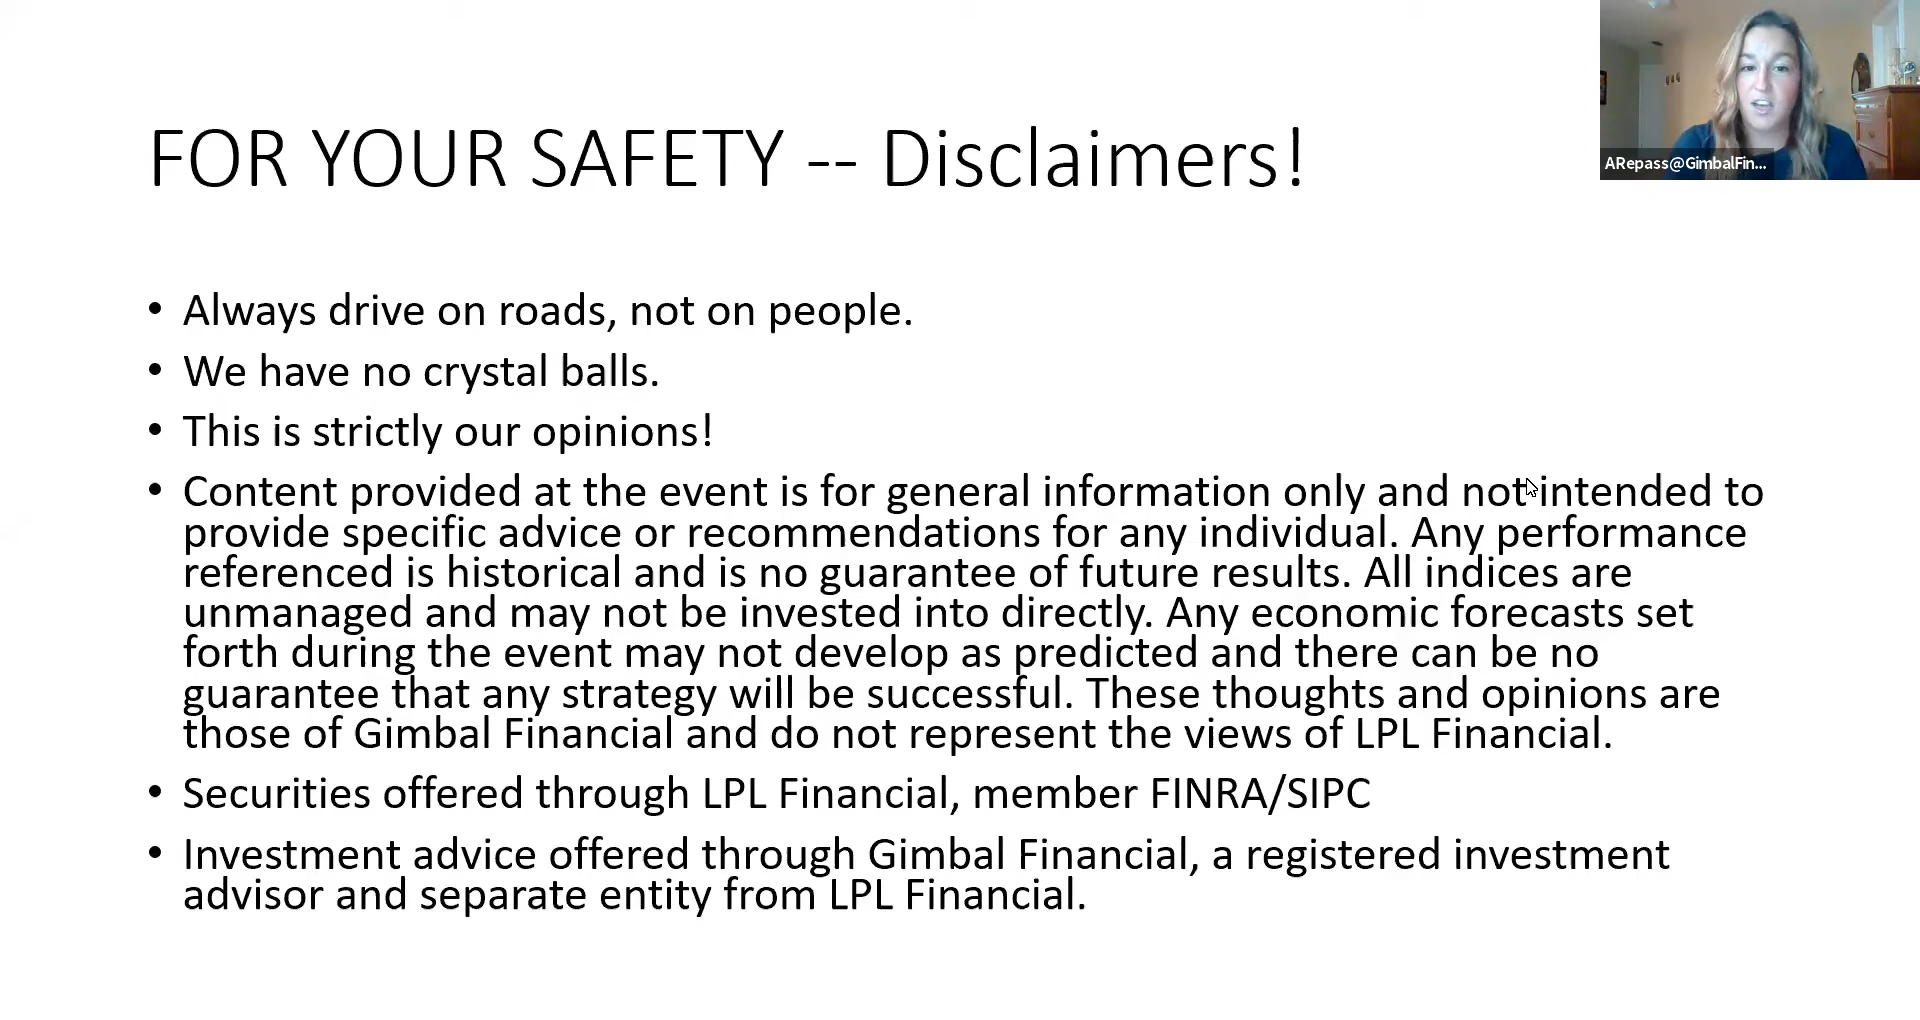 ARepass@GimbalFin...
FOR YOUR SAFETY -- Disclaimers!
• Always drive on roads, not on people.
• We have no crystal balls.
• This is strictly our opinions!
• Content provided at the event is for general information only and not intended to
provide specific advice or recommendations for any individual. Any performance
referenced is historical and is no guarantee of future results. All indices are
unmanaged and may not be invested into directly. Any economic forecasts set
forth during the event may not develop as predicted and there can be no
guarantee that any strategy will be successful. These thoughts and opinions are
those of Gimbal Financial and do not represent the views of LPL Financial.
• Securities offered through LPL Financial, member FINRA/SIPC
• Investment advice offered through Gimbal Financial, a registered investment
advisor and separate entity from LPL Financial.